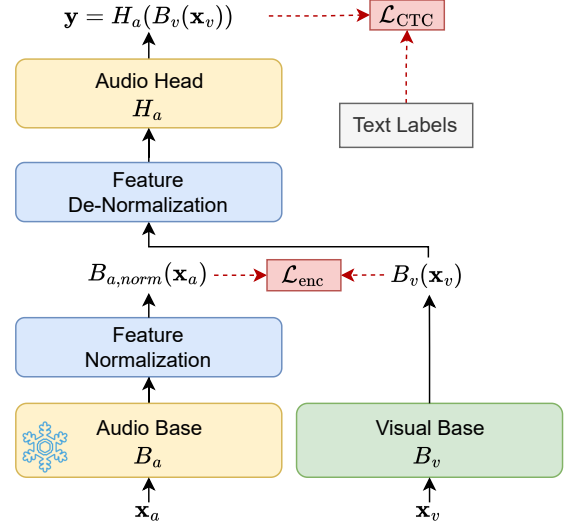 y = H_a(B_v(x_v))
L_CTC
Audio Head
H_a
Text Labels
Feature
De-Normalization
B_{a,norm}(x_a)
L_enc
B_v(x_v)
Feature
Normalization
Audio Base
B_a
Visual Base
B_v
x_a
x_v